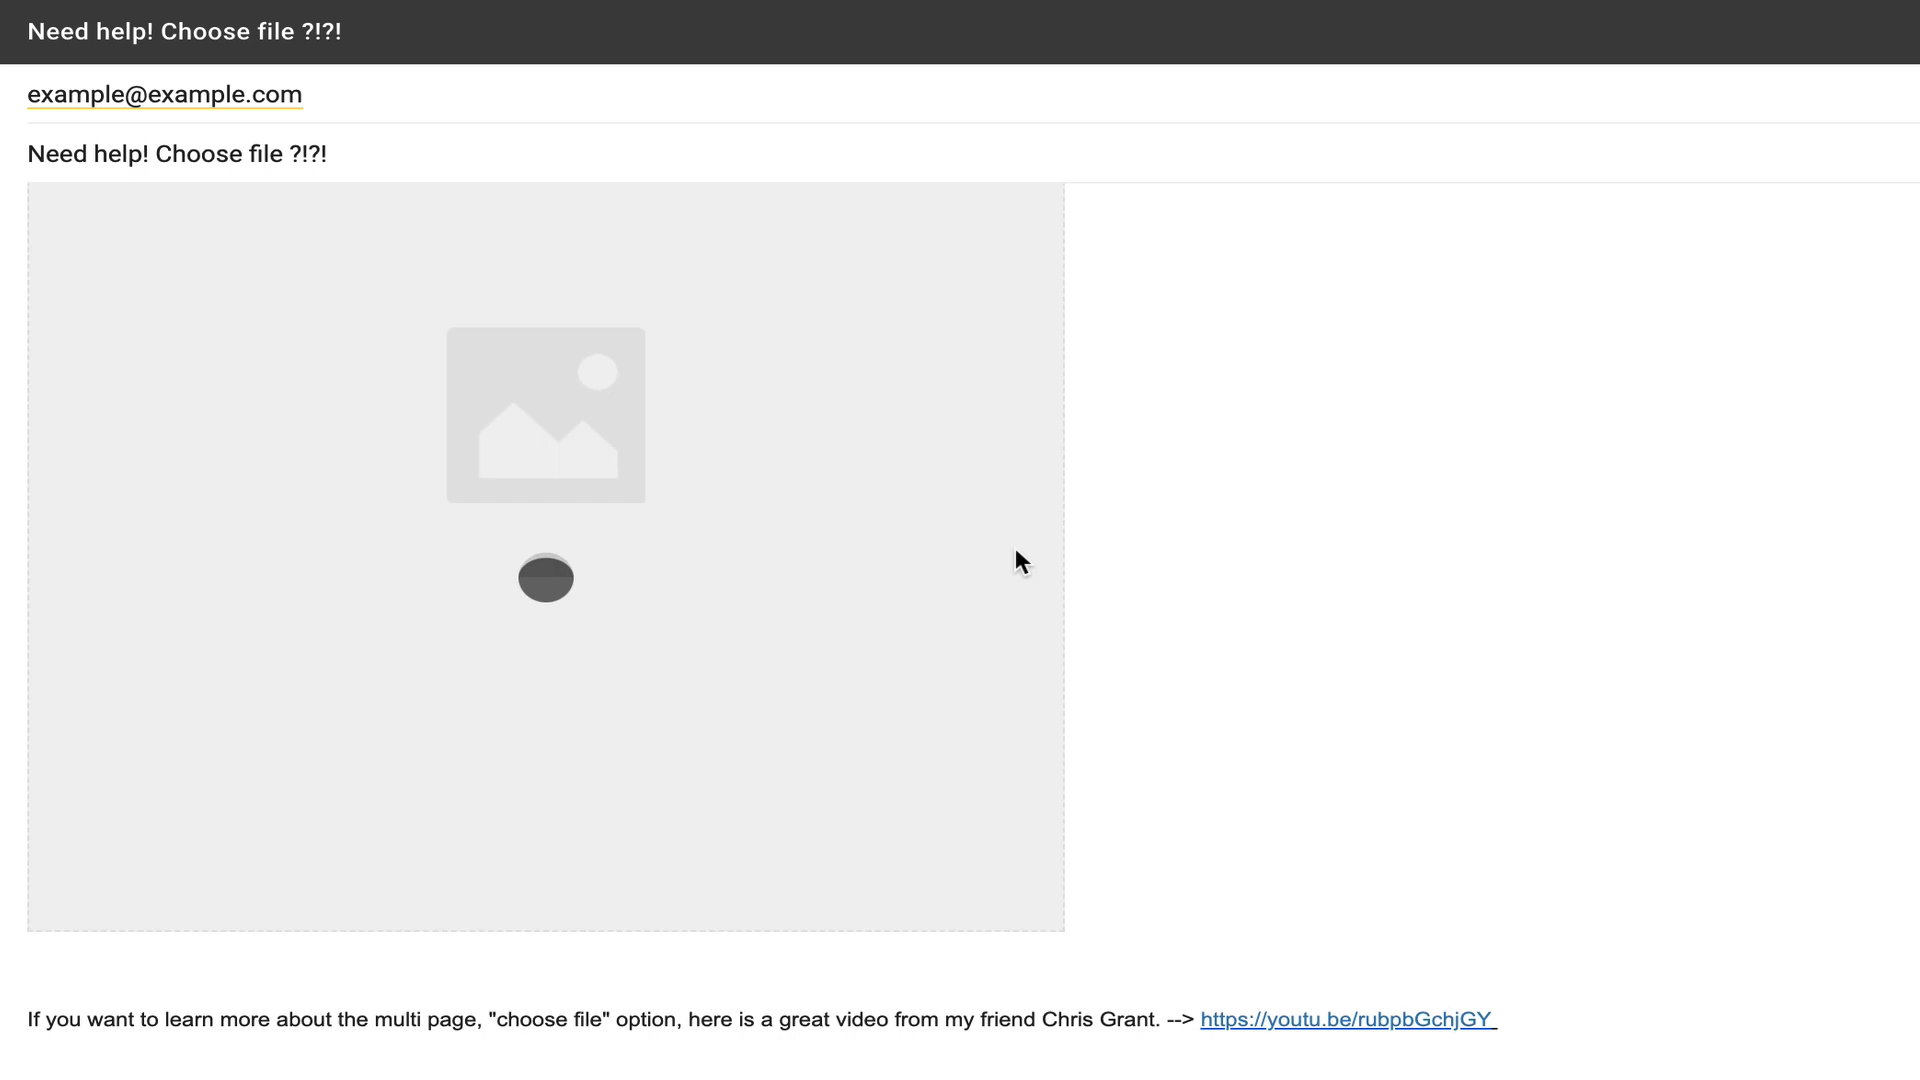 Need help! Choose file ?!?!
example@example.com
Need help! Choose file ?!?!
If you want to learn more about the multi page, "choose file" option, here is a great video from my friend Chris Grant. --> https://youtu.be/rubpbGchjGY